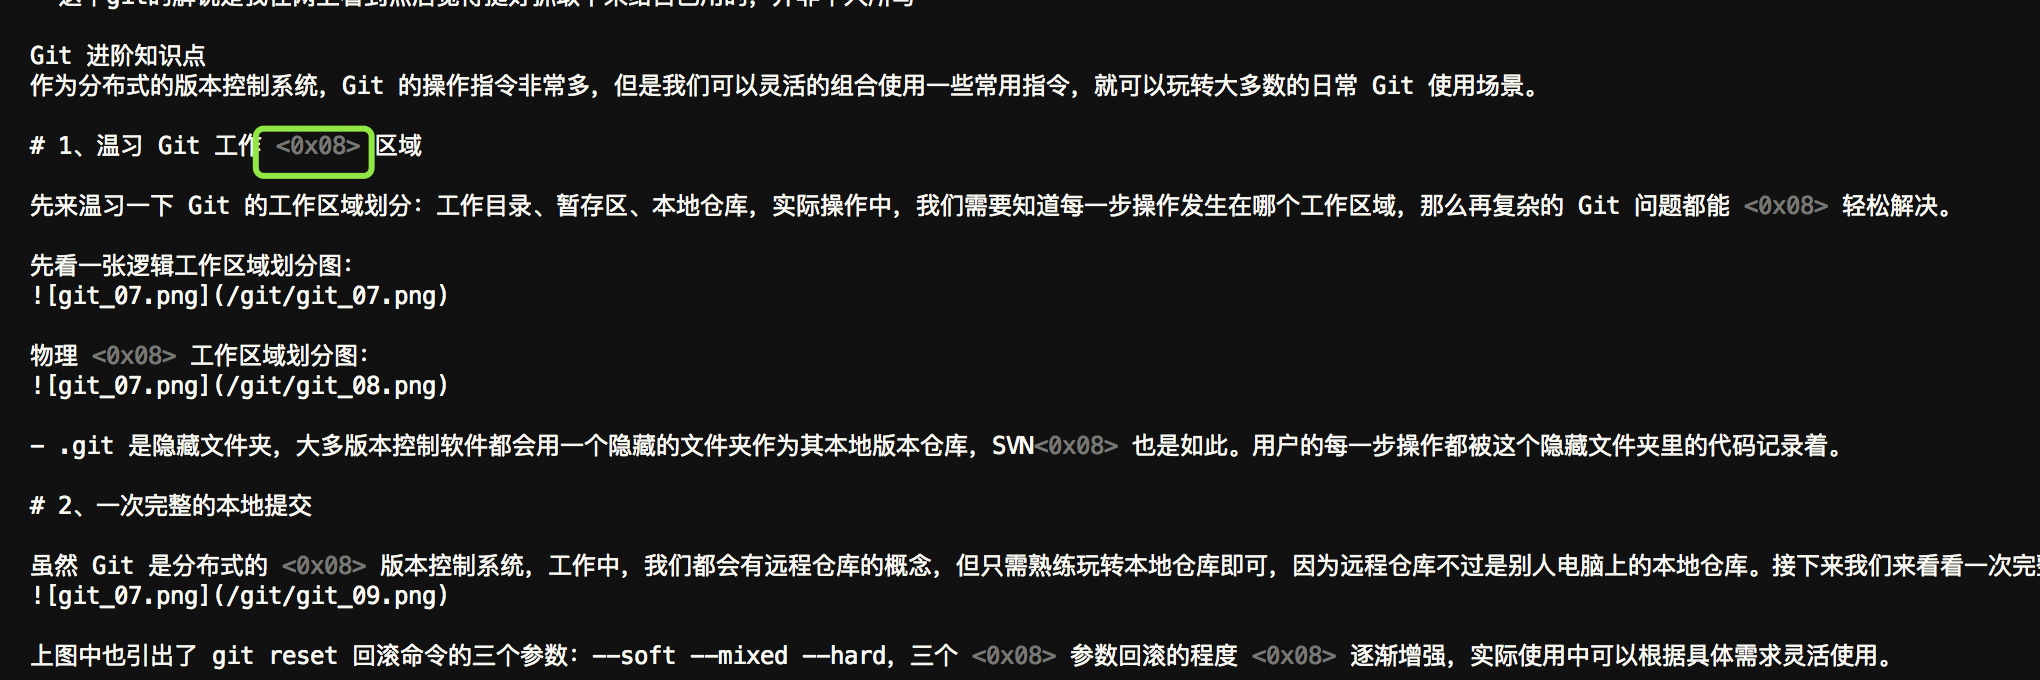 Git 进阶知识点
作为分布式的版本控制系统，Git 的操作指令非常多，但是我们可以灵活的组合使用一些常用指令，就可以玩转大多数的日常 Git 使用场景。
# 1、温习 Git 工作 <0x08> 区域
先来温习一下 Git 的工作区域划分：工作目录、暂存区、本地仓库，实际操作中，我们需要知道每一步操作发生在哪个工作区域，那么再复杂的 Git 问题都能 <0x08> 轻松解决。
先看一张逻辑工作区域划分图：
![git_07.png](/git/git_07.png)
物理 <0x08> 工作区域划分图：
![git_07.png](/git/git_08.png)
- .git 是隐藏文件夹，大多版本控制软件都会用一个隐藏的文件夹作为其本地版本仓库，SVN<0x08> 也是如此。用户的每一步操作都被这个隐藏文件夹里的代码记录着。
# 2、一次完整的本地提交
虽然 Git 是分布式的 <0x08> 版本控制系统，工作中，我们都会有远程仓库的概念，但只需熟练玩转本地仓库即可，因为远程仓库不过是别人电脑上的本地仓库。接下来我们来看看一次完
![git_07.png](/git/git_09.png)
上图中也引出了 git reset 回滚命令的三个参数：--soft --mixed --hard，三个 <0x08> 参数回滚的程度 <0x08> 逐渐增强，实际使用中可以根据具体需求灵活使用。